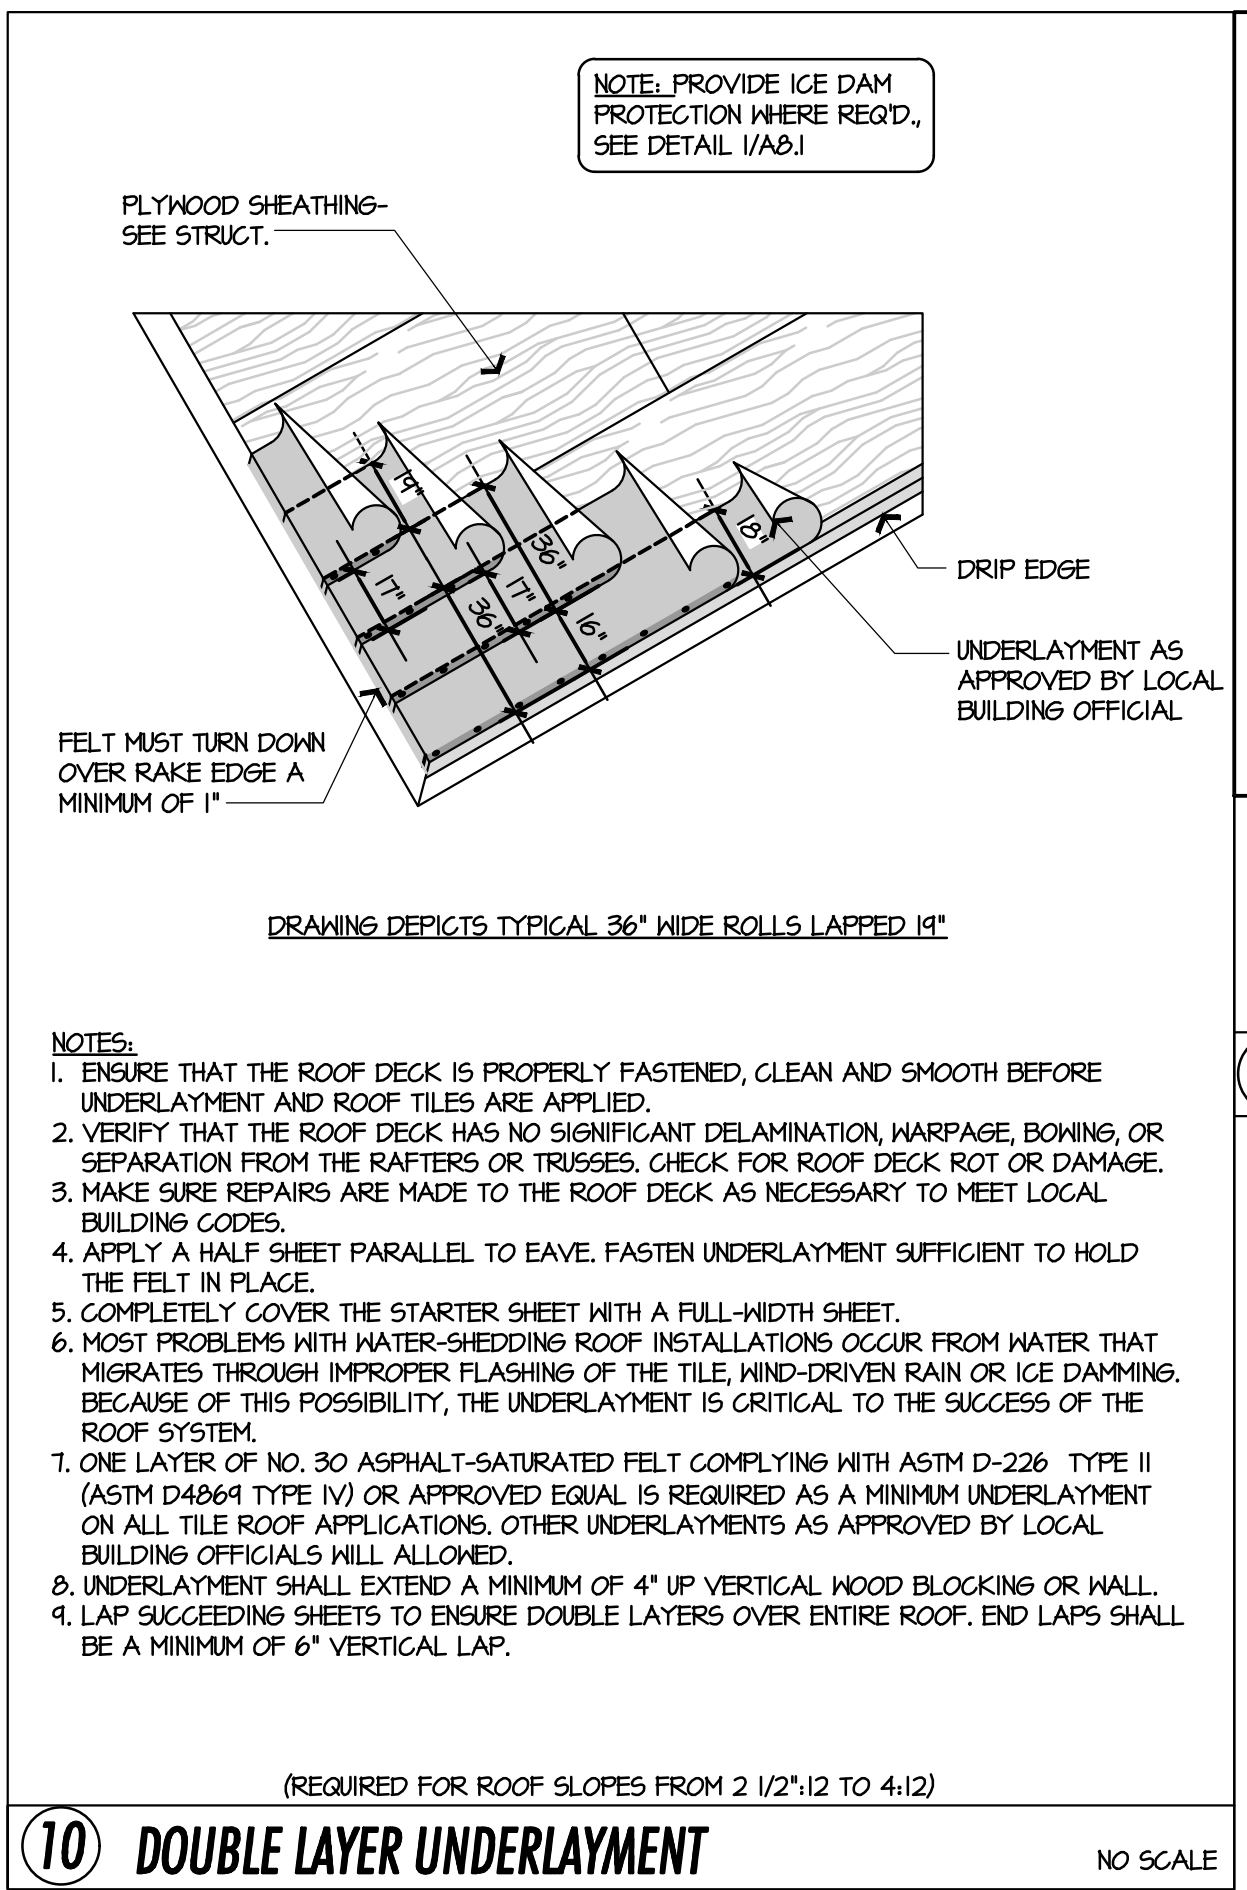 NOTE: PROVIDE ICE DAM
PROTECTION WHERE REQ'D.,
SEE DETAIL 1/A8.1
PLYWOOD SHEATHING-
SEE STRUCT.
19"
36"
18"
17"
36"
17"
16"
DRIP EDGE
UNDERLAYMENT AS
APPROVED BY LOCAL
BUILDING OFFICIAL
FELT MUST TURN DOWN
OVER RAKE EDGE A
MINIMUM OF 1"
DRAWING DEPICTS TYPICAL 36" WIDE ROLLS LAPPED 19"
NOTES:
1. ENSURE THAT THE ROOF DECK IS PROPERLY FASTENED, CLEAN AND SMOOTH BEFORE
UNDERLAYMENT AND ROOF TILES ARE APPLIED.
2. VERIFY THAT THE ROOF DECK HAS NO SIGNIFICANT DELAMINATION, WARPAGE, BOWING, OR
SEPARATION FROM THE RAFTERS OR TRUSSES. CHECK FOR ROOF DECK ROT OR DAMAGE.
3. MAKE SURE REPAIRS ARE MADE TO THE ROOF DECK AS NECESSARY TO MEET LOCAL
BUILDING CODES.
4. APPLY A HALF SHEET PARALLEL TO EAVE. FASTEN UNDERLAYMENT SUFFICIENT TO HOLD
THE FELT IN PLACE.
5. COMPLETELY COVER THE STARTER SHEET WITH A FULL-WIDTH SHEET.
6. MOST PROBLEMS WITH WATER-SHEDDING ROOF INSTALLATIONS OCCUR FROM WATER THAT
MIGRATES THROUGH IMPROPER FLASHING OF THE TILE, WIND-DRIVEN RAIN OR ICE DAMMING.
BECAUSE OF THIS POSSIBILITY, THE UNDERLAYMENT IS CRITICAL TO THE SUCCESS OF THE
ROOF SYSTEM.
7. ONE LAYER OF NO. 30 ASPHALT-SATURATED FELT COMPLYING WITH ASTM D-226 TYPE II
(ASTM D4869 TYPE IV) OR APPROVED EQUAL IS REQUIRED AS A MINIMUM UNDERLAYMENT
ON ALL TILE ROOF APPLICATIONS. OTHER UNDERLAYMENTS AS APPROVED BY LOCAL
BUILDING OFFICIALS WILL ALLOWED.
8. UNDERLAYMENT SHALL EXTEND A MINIMUM OF 4" UP VERTICAL WOOD BLOCKING OR WALL.
9. LAP SUCCEEDING SHEETS TO ENSURE DOUBLE LAYERS OVER ENTIRE ROOF. END LAPS SHALL
BE A MINIMUM OF 6" VERTICAL LAP.
(REQUIRED FOR ROOF SLOPES FROM 2 1/2":12 TO 4:12)
10 DOUBLE LAYER UNDERLAYMENT
NO SCALE